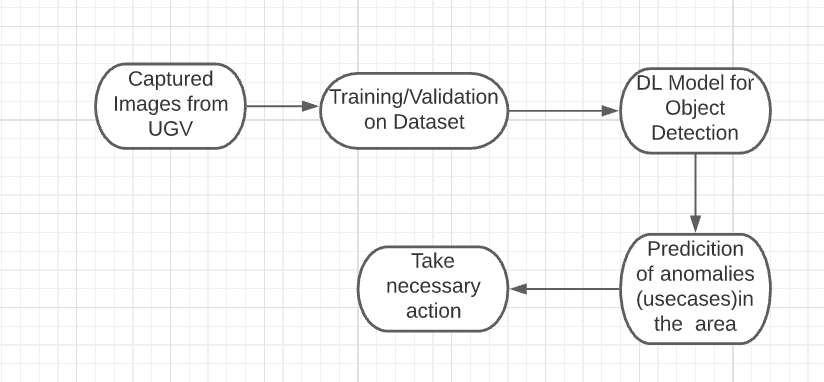 Captured
Images from
UGV
Training/Validation
on Dataset
DL Model for
Object
Detection
Predicition
of anomalies
(usecases)in
the area
Take
necessary
action